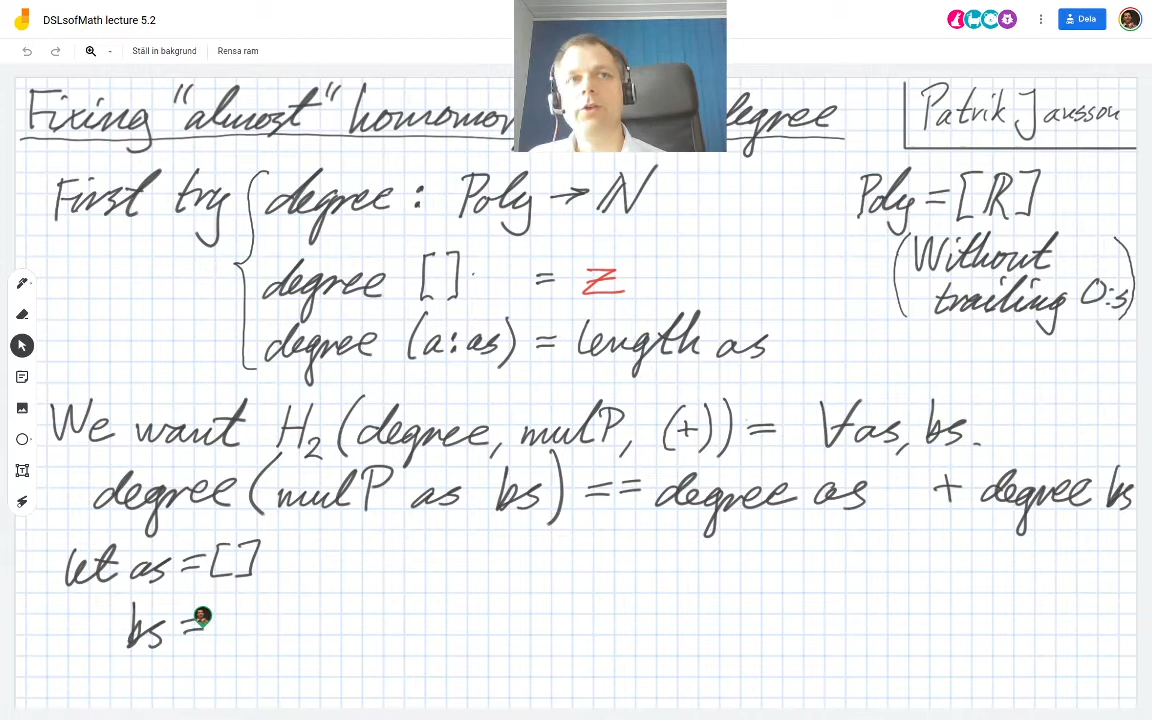 DSLsofMath lecture 5.2
Dela
Ställ in bakgrund Rensa ram
Fixing "almost" homomor degree
Patrik Jansson
First try degree : Poly → ℕ
Poly = [ℝ]
(Without trailing 0:s)
degree [] = z
degree (a:as) = length as
We want H₂(degree, mulP, (+)) = ∀as, bs.
degree (mulP as bs) == degree as + degree bs
let as = []
bs =